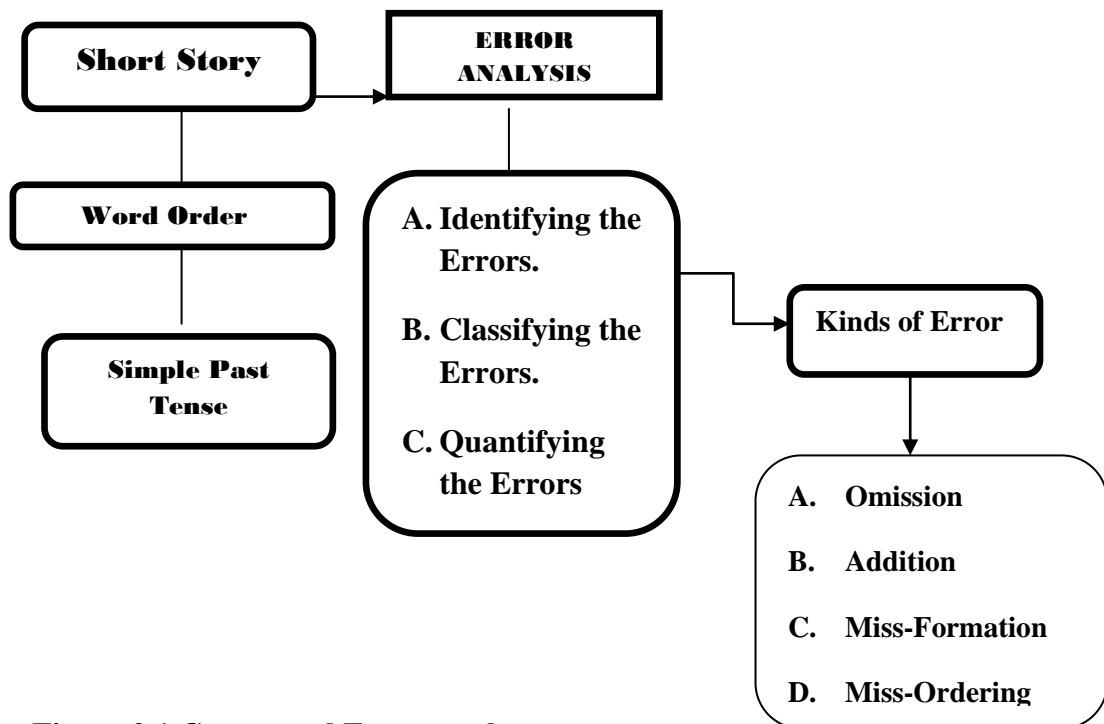 Short Story
ERROR
ANALYSIS
Word Order
Simple Past
Tense
A. Identifying the
Errors.
B. Classifying the
Errors.
C. Quantifying
the Errors
Kinds of Error
A. Omission
B. Addition
C. Miss-Formation
D. Miss-Ordering